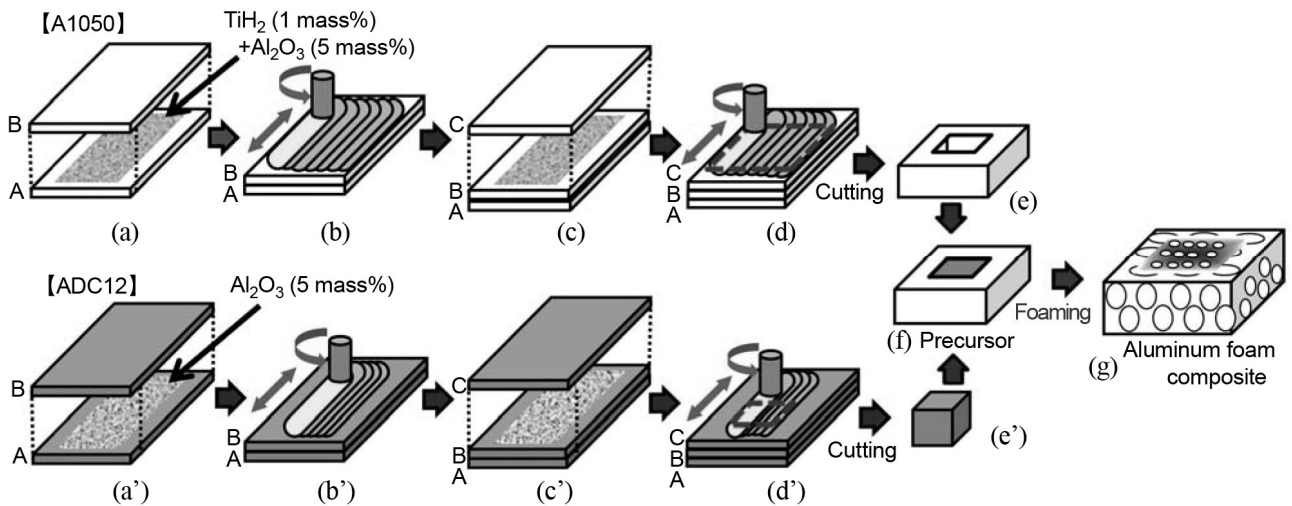 【A1050】
TiH2 (1 mass%)
+Al2O3 (5 mass%)
B
A
(a)
B
A
(b)
C
B
A
(c)
C
B
A
(d)
Cutting
(e)
【ADC12】
Al2O3 (5 mass%)
B
A
(a’)
B
A
(b’)
C
B
A
(c’)
C
B
A
(d’)
Cutting
(e’)
(f) Precursor
Foaming
(g) Aluminum foam
composite